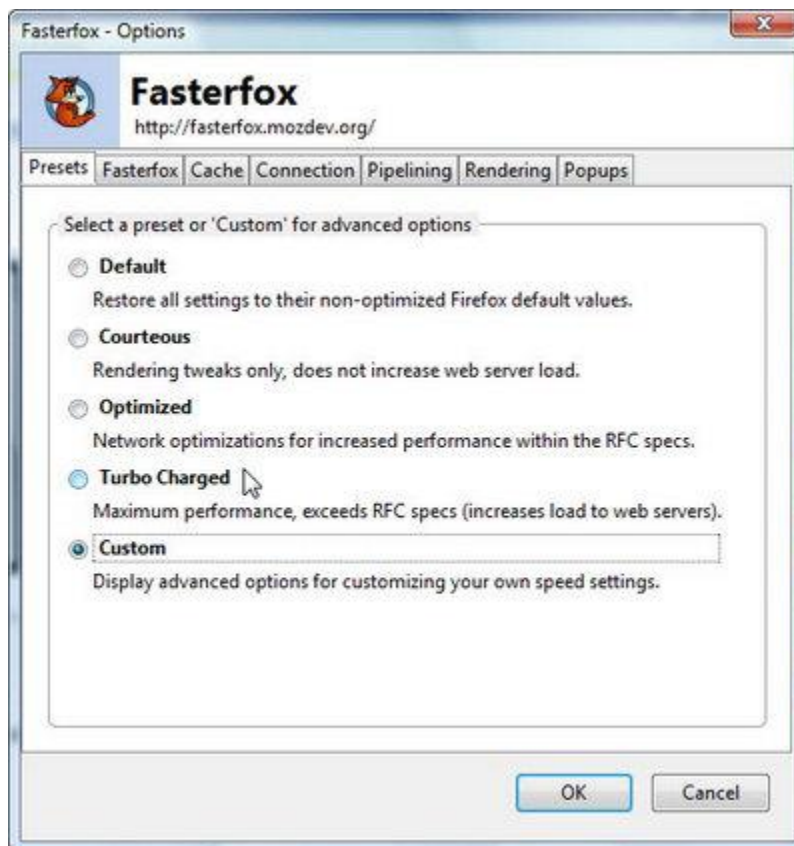 Fasterfox - Options
Fasterfox
http://fasterfox.mozdev.org/
Presets Fasterfox Cache Connection Pipelining Rendering Popups
Select a preset or 'Custom' for advanced options
Default
Restore all settings to their non-optimized Firefox default values.
Courteous
Rendering tweaks only, does not increase web server load.
Optimized
Network optimizations for increased performance within the RFC specs.
Turbo Charged
Maximum performance, exceeds RFC specs (increases load to web servers).
Custom
Display advanced options for customizing your own speed settings.
OK Cancel